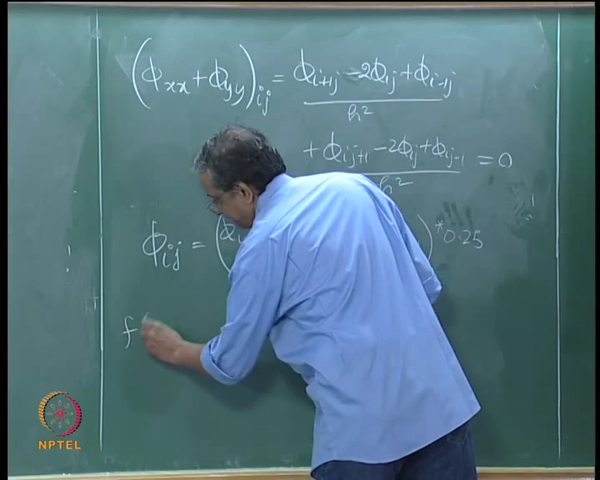 (ϕxx + ϕyy)ij = ϕi+1j − 2ϕij + ϕi−1j / h²
+ ϕij+1 − 2ϕij + ϕij−1 / h² = 0
ϕij = (ϕ ) * 0.25
f
NPTEL